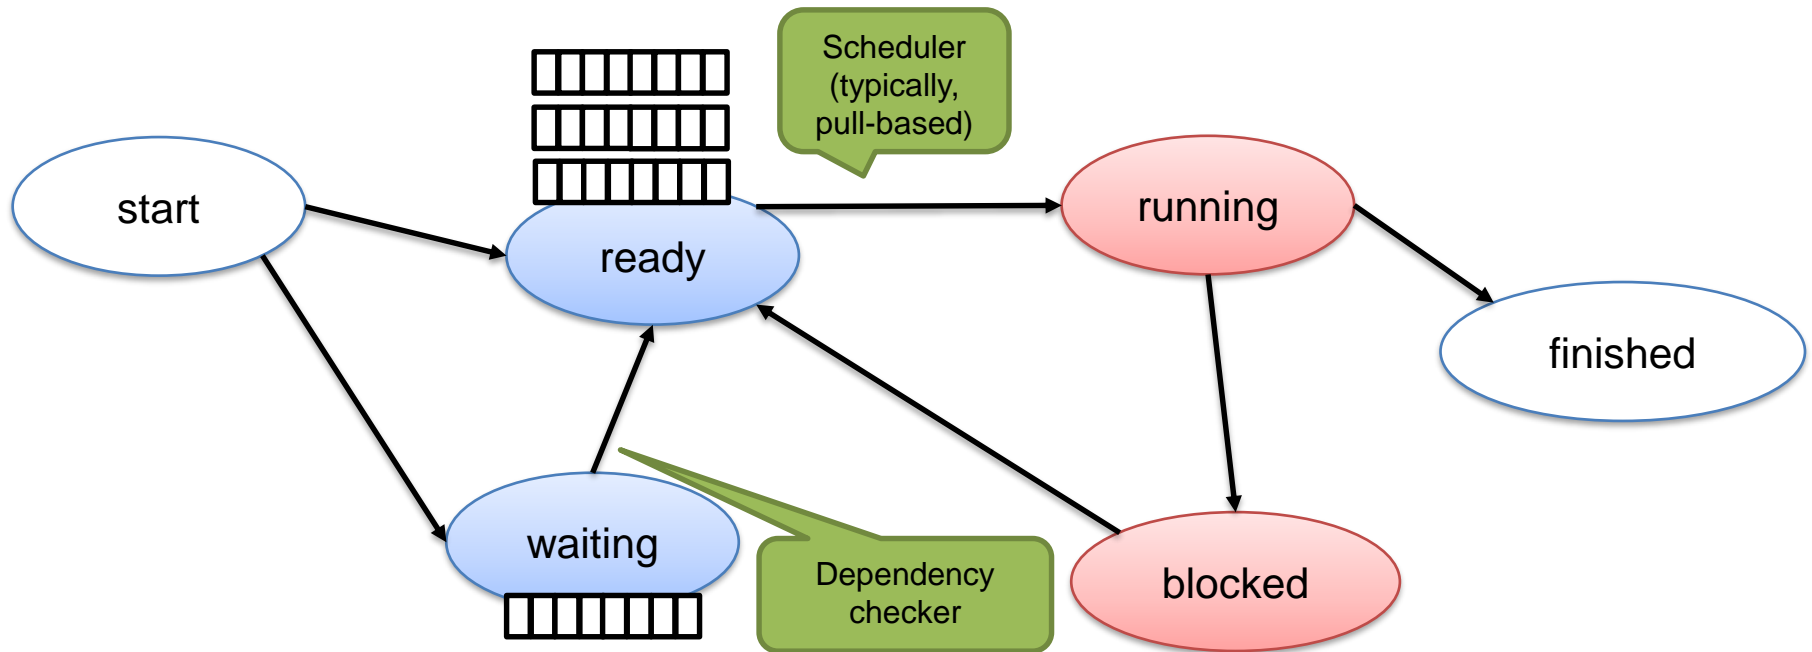 Scheduler
(typically,
pull-based)
start
ready
running
finished
waiting
Dependency
checker
blocked